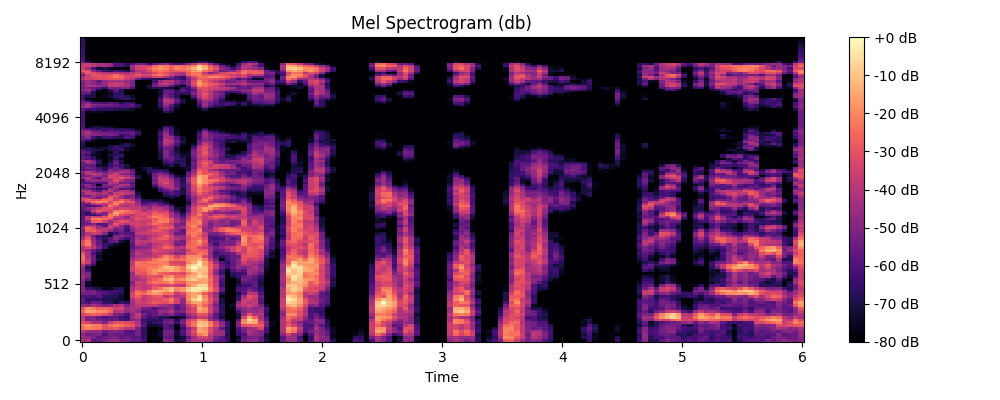 Mel Spectrogram (db)
8192
4096
2048
1024
512
0
Hz
0 1 2 3 4 5 6
Time
+0 dB
-10 dB
-20 dB
-30 dB
-40 dB
-50 dB
-60 dB
-70 dB
-80 dB